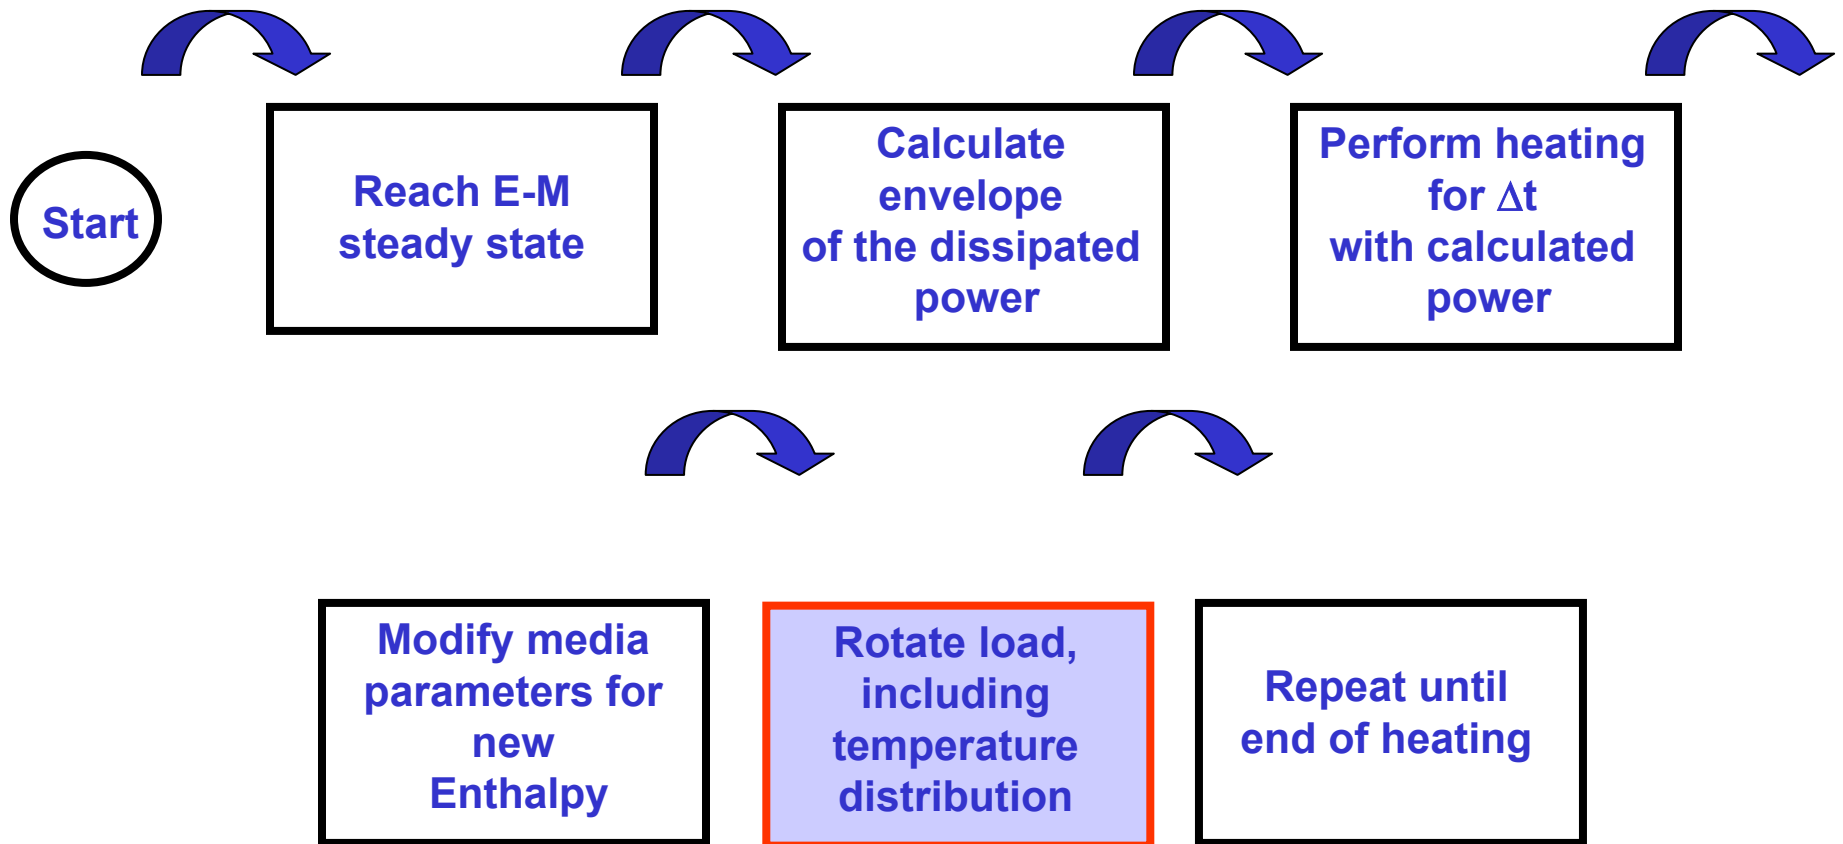 Start
Reach E-M
steady state
Calculate
envelope
of the dissipated
power
Perform heating
for Δt
with calculated
power
Modify media
parameters for
new
Enthalpy
Rotate load,
including
temperature
distribution
Repeat until
end of heating